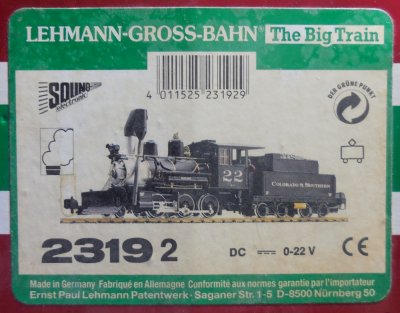 LEHMANN-GROSS-BAHN® The Big Train
SOUND
electronic
4 011525 231929
DER GRÜNE PUNKT
22
COLORADO & SOUTHERN
2319 2
DC 0-22 V
CE
Made in Germany Fabriqué en Allemagne Conformité aux normes garantie par l'importateur
Ernst Paul Lehmann Patentwerk - Saganer Str. 1-5 D-8500 Nürnberg 50